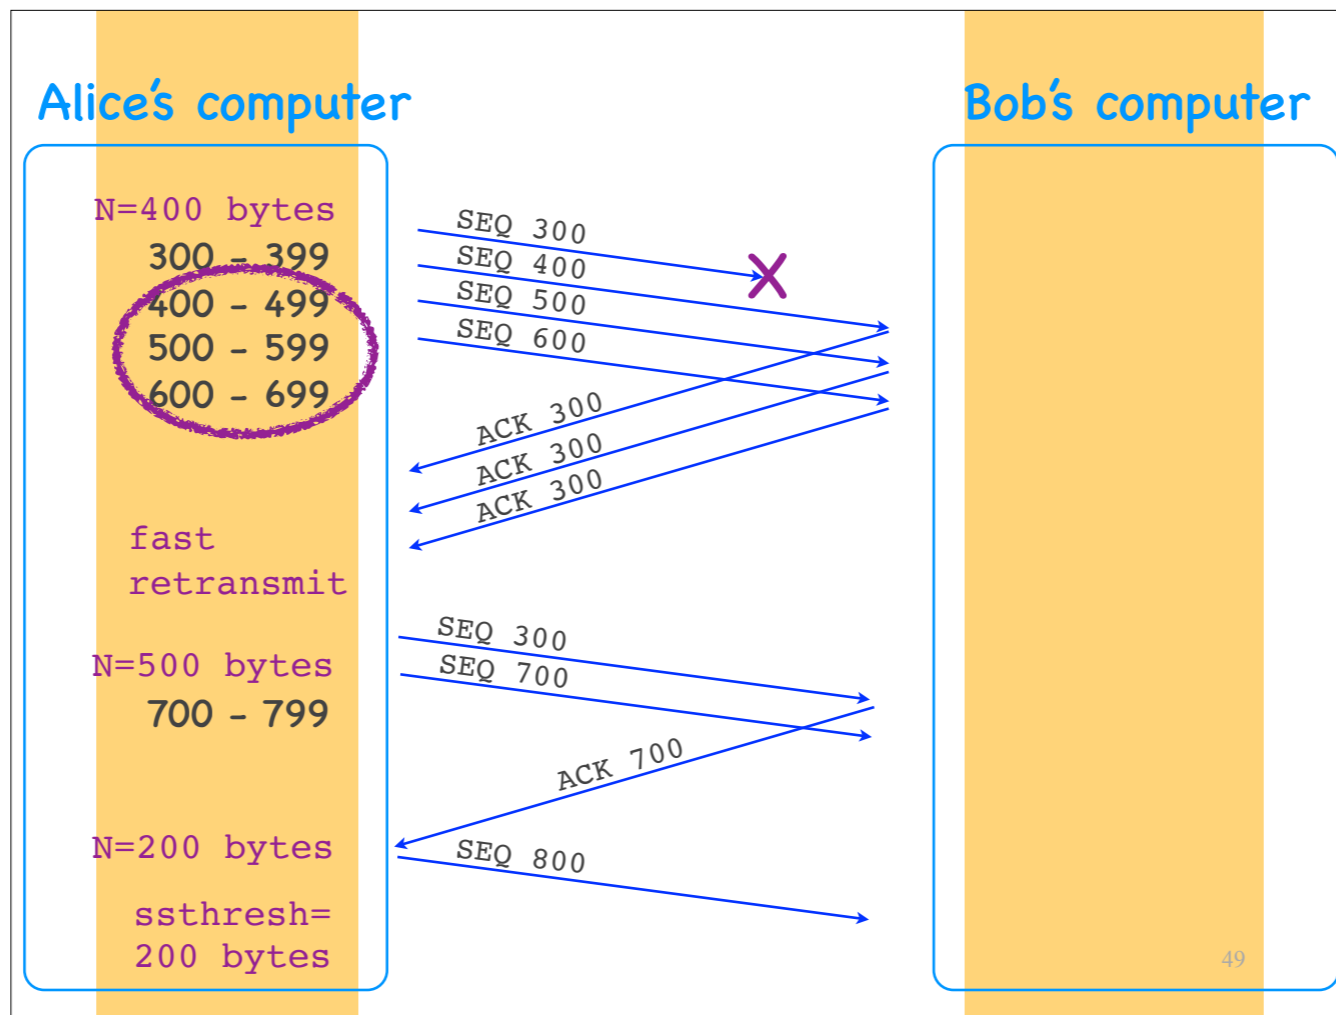 Alice's computer
Bob's computer
N=400 bytes
300 - 399
400 - 499
500 - 599
600 - 699
SEQ 300
SEQ 400
SEQ 500
SEQ 600
ACK 300
ACK 300
ACK 300
fast
retransmit
SEQ 300
SEQ 700
N=500 bytes
700 - 799
ACK 700
N=200 bytes
SEQ 800
ssthresh=
200 bytes
49